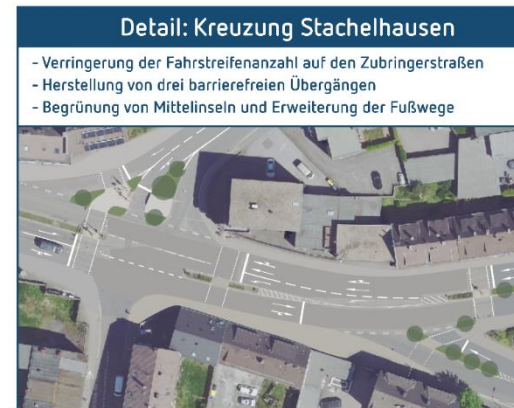 Detail: Kreuzung Stachelhausen
- Verringerung der Fahrstreifenanzahl auf den Zubringerstraßen
- Herstellung von drei barrierefreien Übergängen
- Begrünung von Mittelinseln und Erweiterung der Fußwege